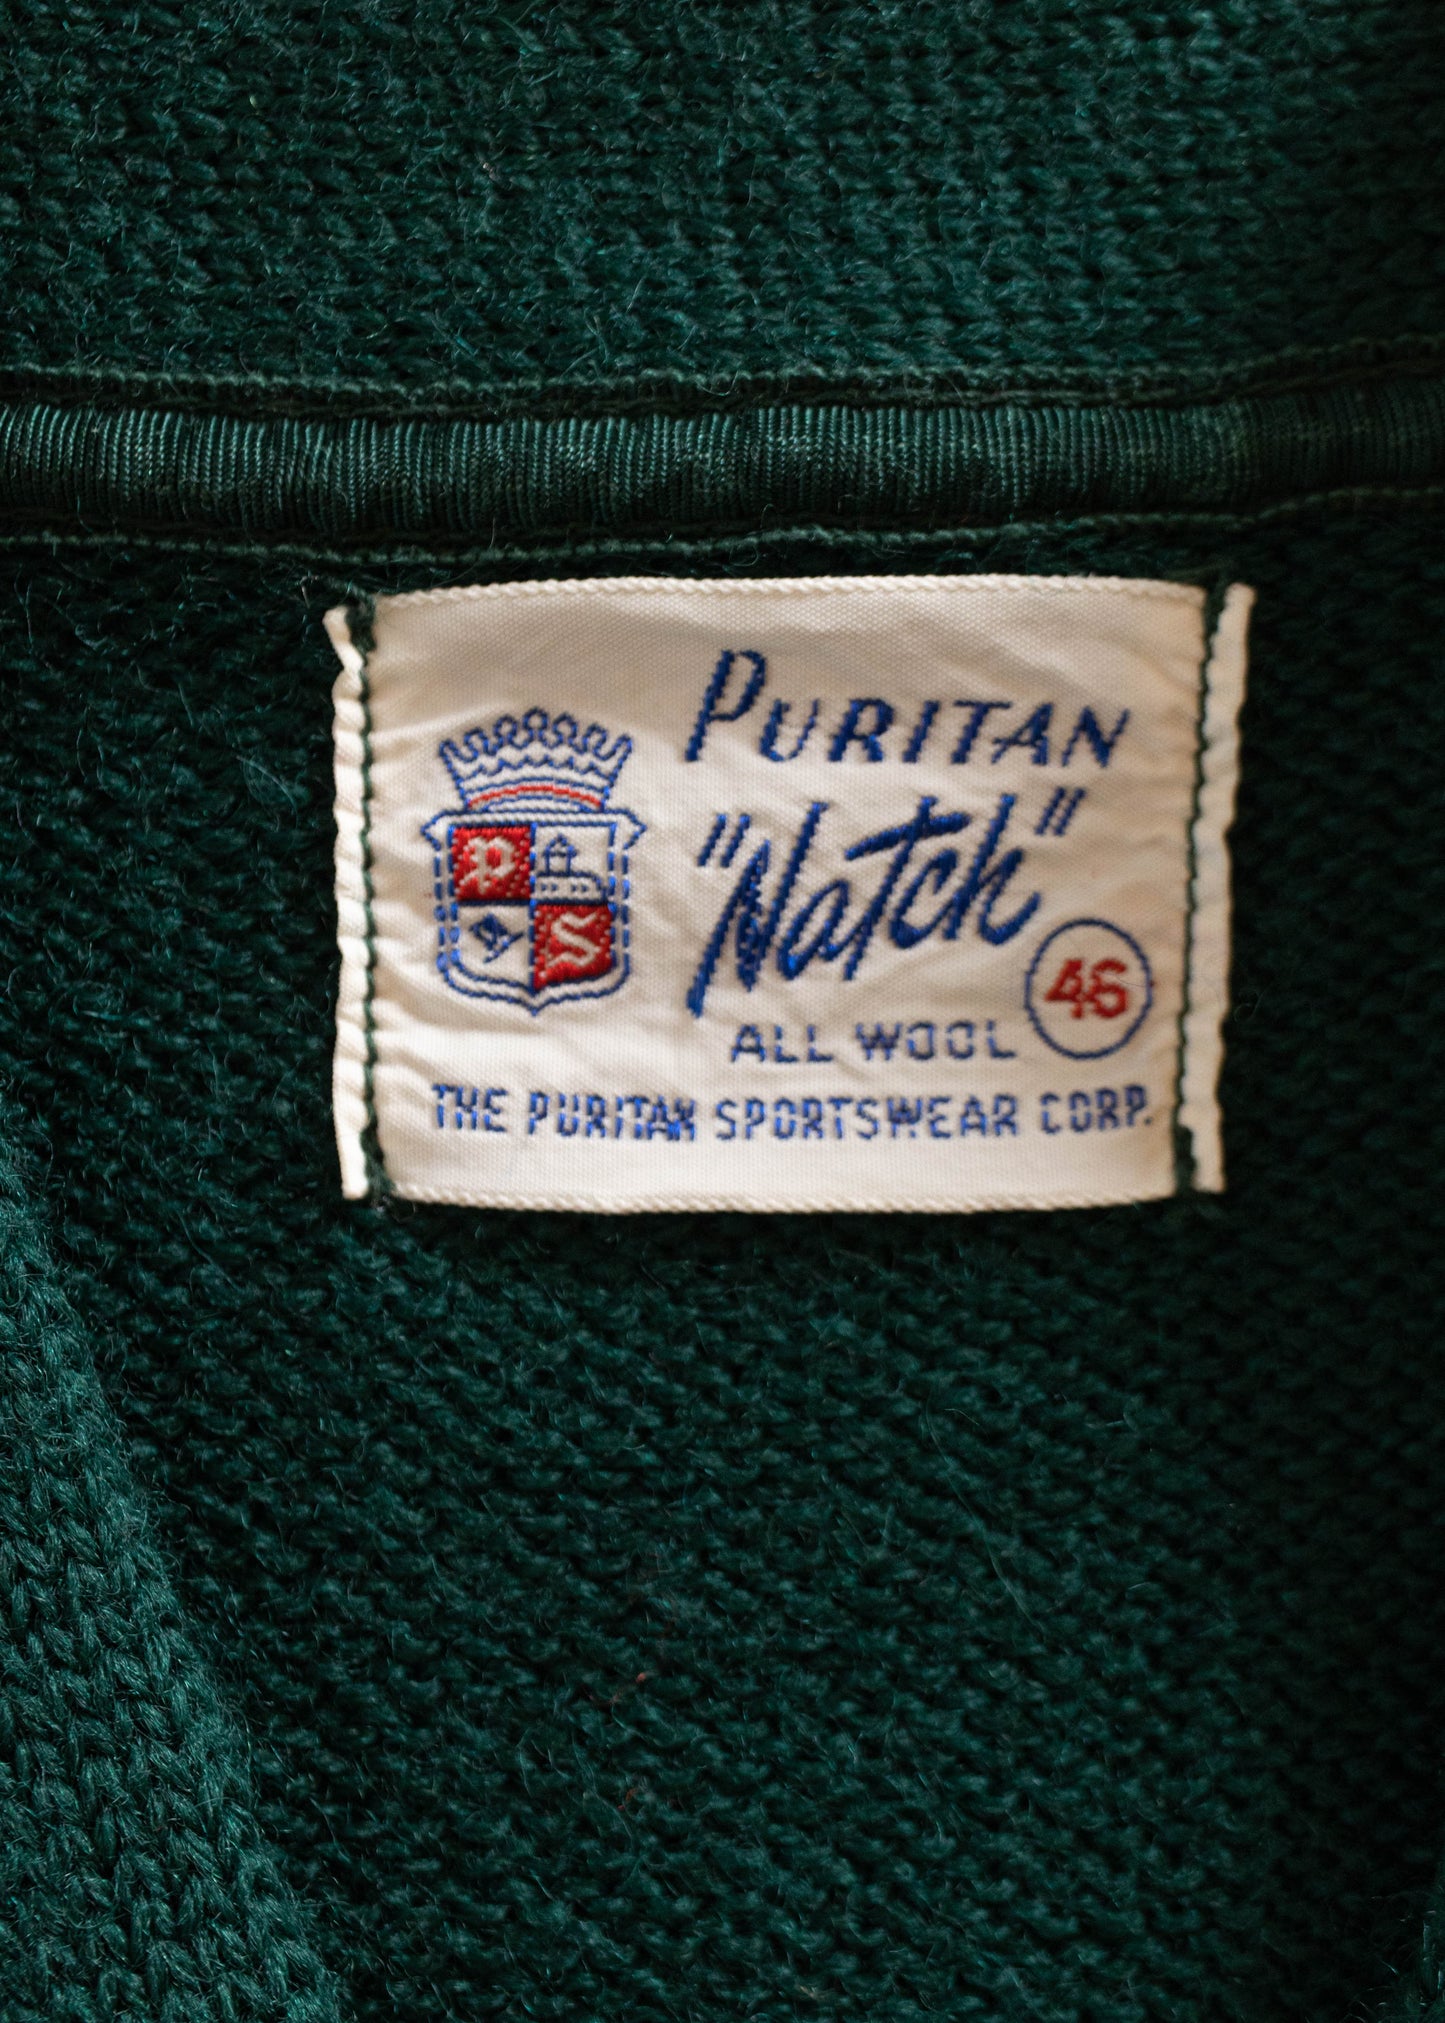 PURITAN
"Natch"
P
S
46
ALL WOOL
THE PURITAN SPORTSWEAR CORP.